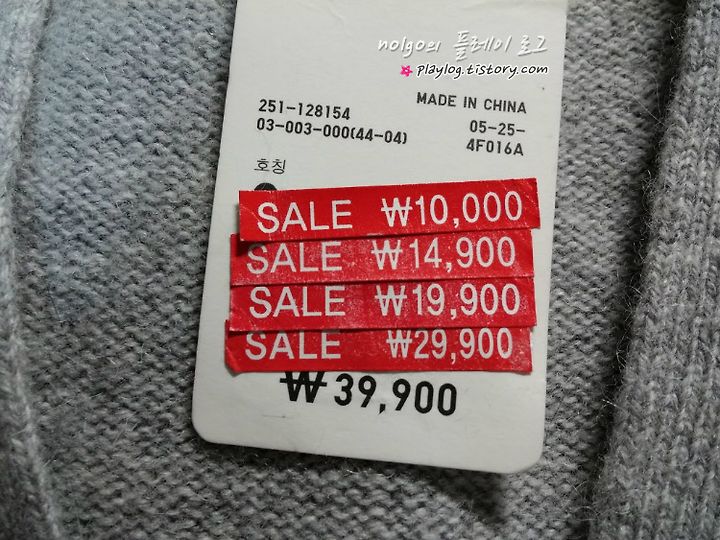 nolgo의 플레이 로그
playlog.tistory.com
251-128154
MADE IN CHINA
03-003-000(44-04)
05-25-
4F016A
호칭
SALE ₩10,000
SALE ₩14,900
SALE ₩19,900
SALE ₩29,900
₩39,900